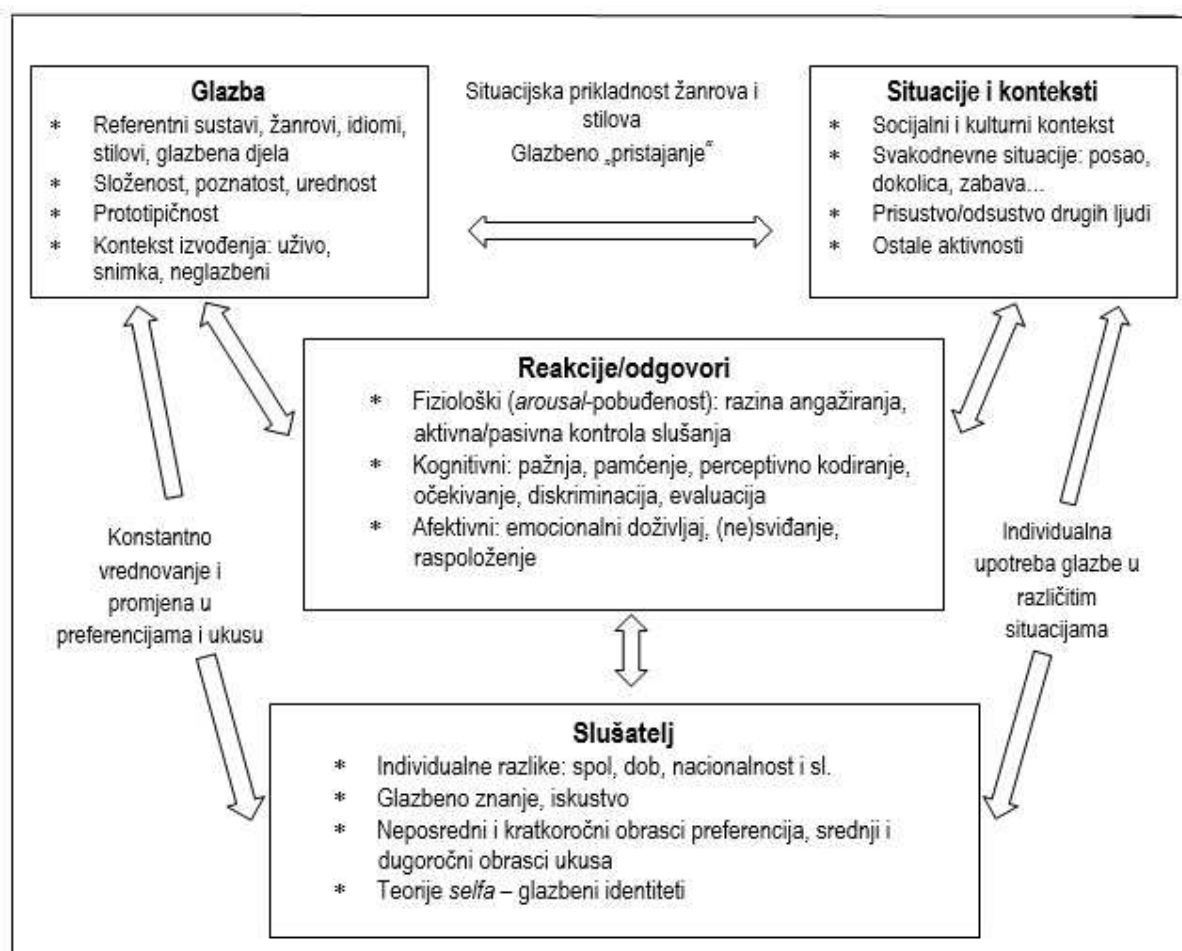 Glazba
* Referentni sustavi, žanrovi, idiomi,
stilovi, glazbena djela
* Složenost, poznatost, urednost
* Prototipičnost
* Kontekst izvođenja: uživo,
snimka, neglazbeni
Situacijska prikladnost žanrova i
stilova
Glazbeno „pristajanje“
Situacije i konteksti
* Socijalni i kulturni kontekst
* Svakodnevne situacije: posao,
dokolica, zabava...
* Prisustvo/odsustvo drugih ljudi
* Ostale aktivnosti
Reakcije/odgovori
* Fiziološki (arousal-pobuđenost): razina angažiranja,
aktivna/pasivna kontrola slušanja
* Kognitivni: pažnja, pamćenje, perceptivno kodiranje,
očekivanje, diskriminacija, evaluacija
* Afektivni: emocionalni doživljaj, (ne)sviđanje,
raspoloženje
Konstantno
vrednovanje i
promjena u
preferencijama i ukusu
Individualna
upotreba glazbe u
različitim
situacijama
Slušatelj
* Individualne razlike: spol, dob, nacionalnost i sl.
* Glazbeno znanje, iskustvo
* Neposredni i kratkoročni obrasci preferencija, srednji i
dugoročni obrasci ukusa
* Teorije selfa – glazbeni identiteti